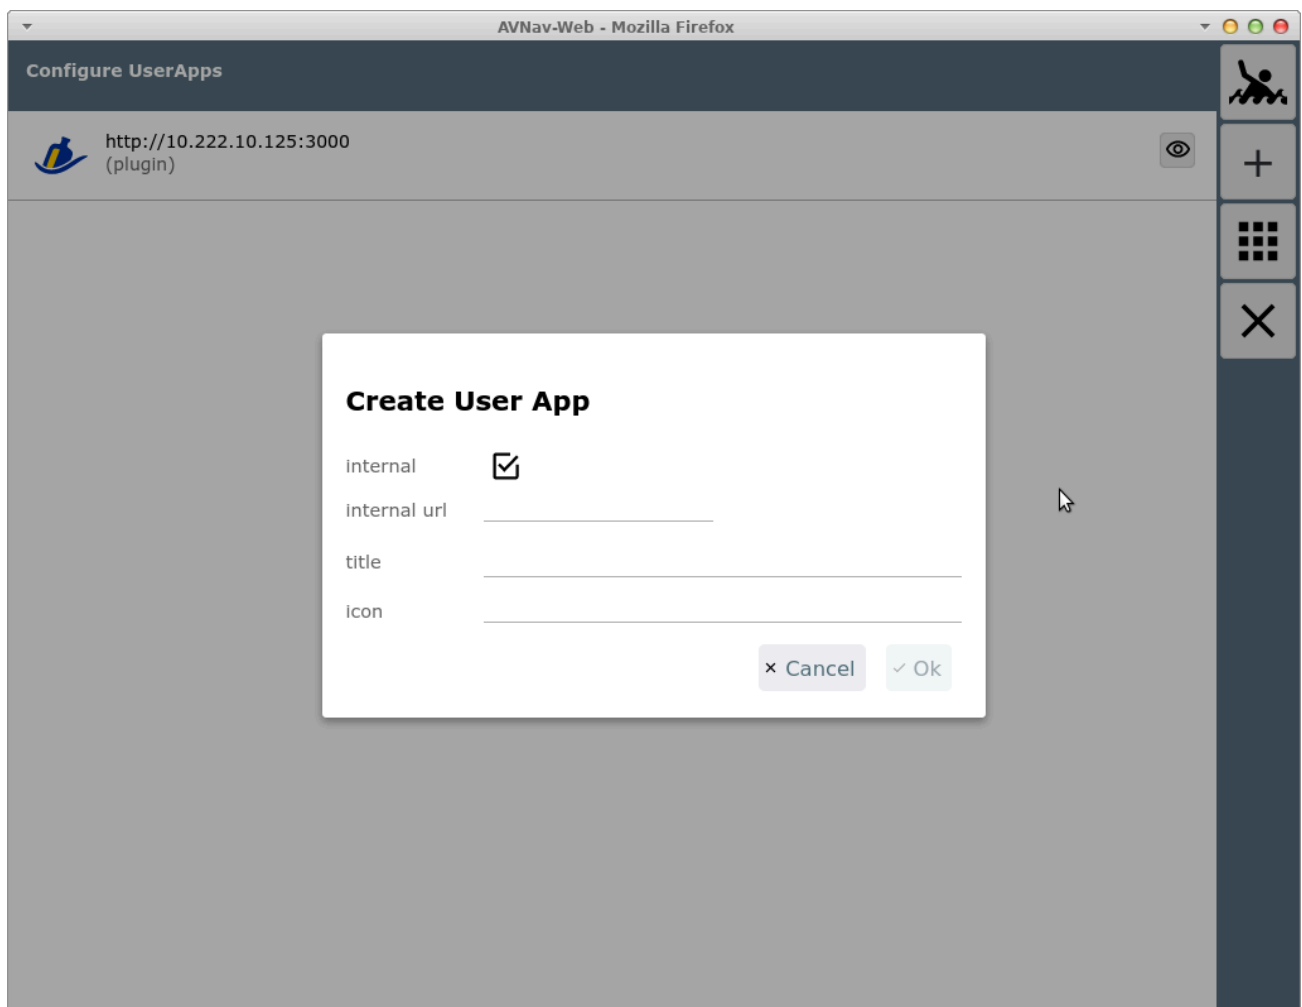 AVNav-Web - Mozilla Firefox
Configure UserApps
http://10.222.10.125:3000
(plugin)
Create User App
internal
internal url
title
icon
× Cancel
✓ Ok